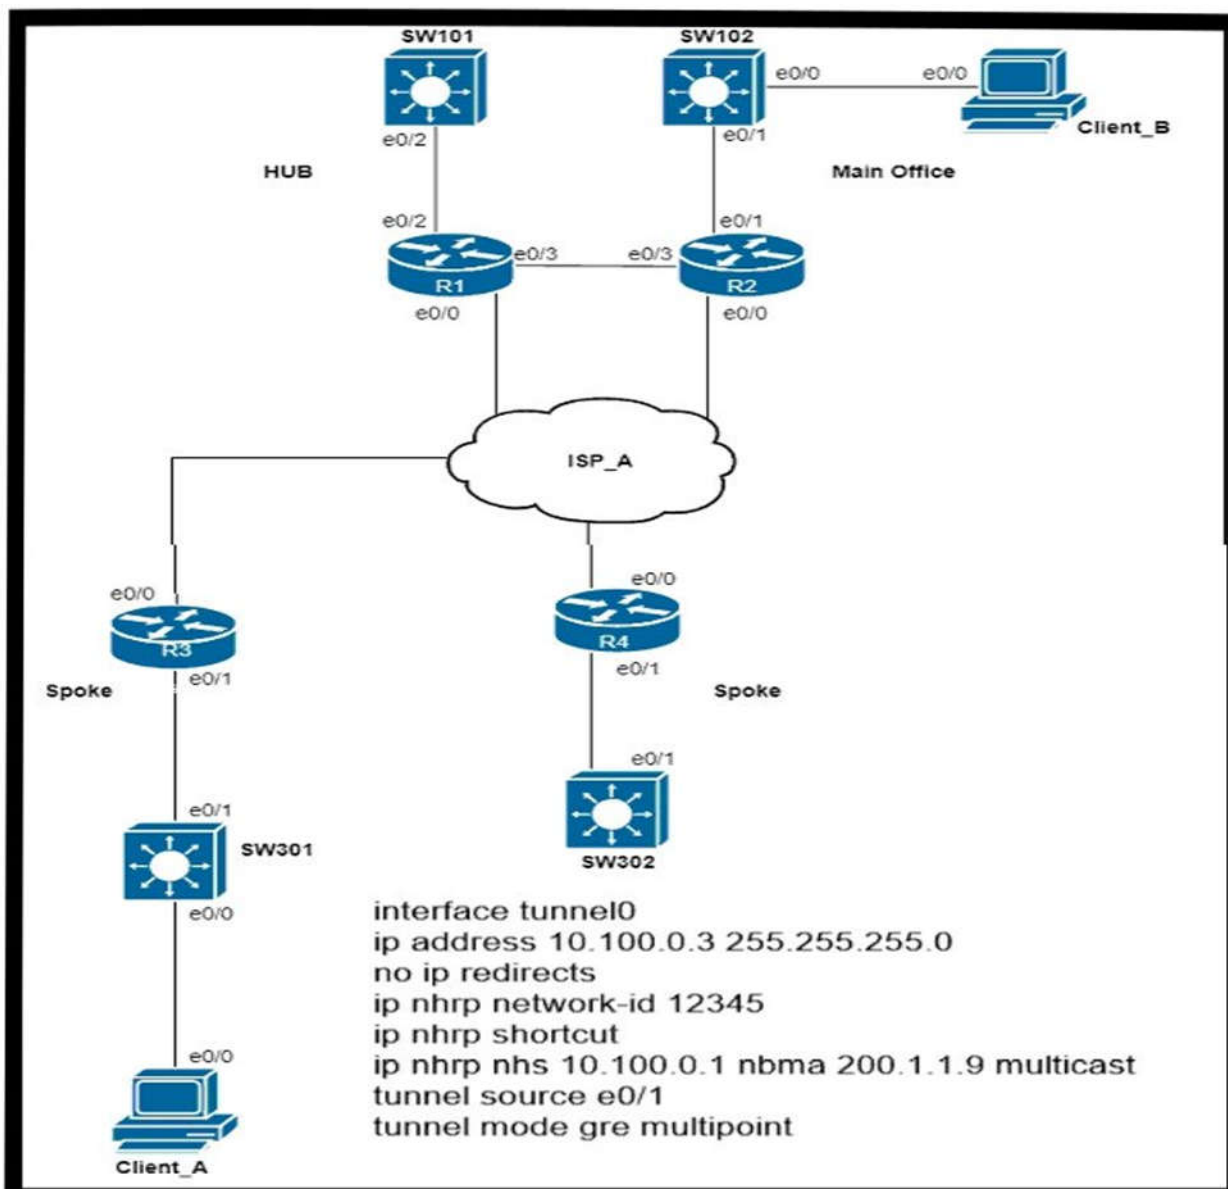 SW101
SW102
e0/0
e0/0
Client_B
e0/2
e0/1
HUB
Main Office
e0/2
e0/1
e0/3
e0/3
R1
R2
e0/0
e0/0
ISP_A
e0/0
e0/0
R3
R4
e0/1
e0/1
Spoke
Spoke
e0/1
e0/1
SW301
SW302
e0/0
interface tunnel0
ip address 10.100.0.3 255.255.255.0
no ip redirects
ip nhrp network-id 12345
ip nhrp shortcut
ip nhrp nhs 10.100.0.1 nbma 200.1.1.9 multicast
tunnel source e0/1
tunnel mode gre multipoint
e0/0
Client_A